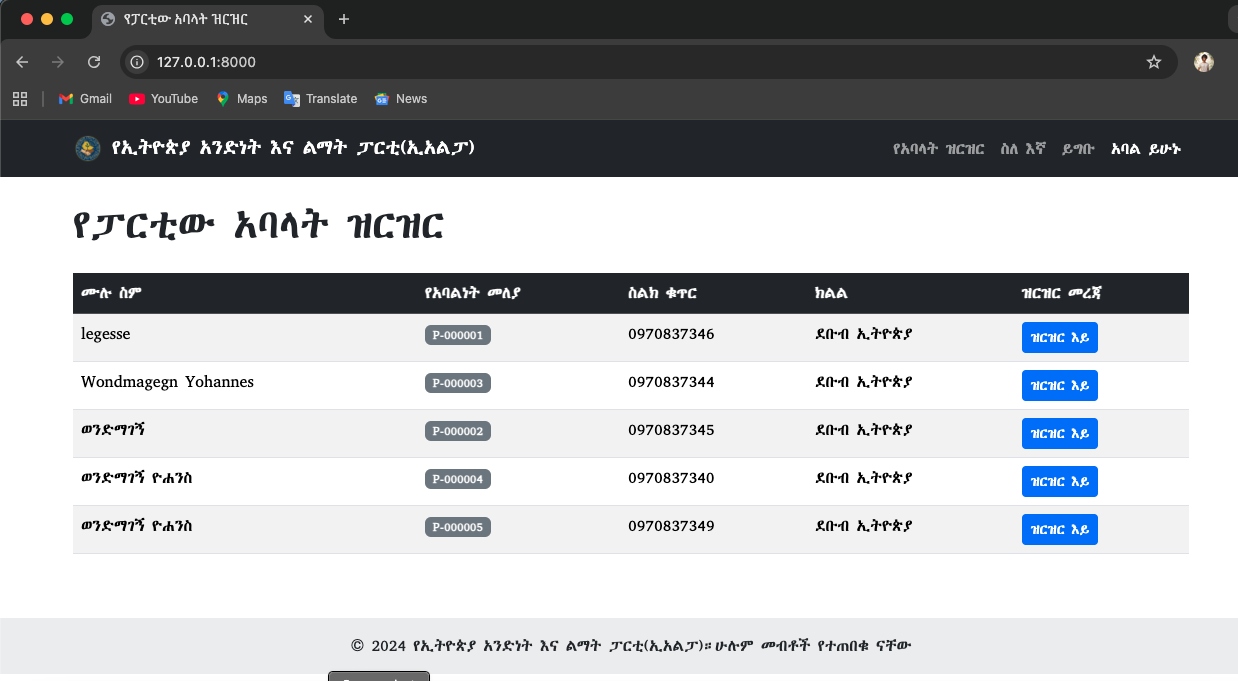 የፓርቲው አባላት ዝርዝር
127.0.0.1:8000
Gmail YouTube Maps Translate News
የኢትዮጵያ አንድነት እና ልማት ፓርቲ(ኢአልፓ) የአባላት ዝርዝር ስለ እኛ ይግቡ አባል ይሁኑ
የፓርቲው አባላት ዝርዝር
ሙሉ ስም የአባልነት መለያ ስልክ ቁጥር ክልል ዝርዝር መረጃ
legesse P-000001 0970837346 ደቡብ ኢትዮጵያ ዝርዝር እይ
Wondmagegn Yohannes P-000003 0970837344 ደቡብ ኢትዮጵያ ዝርዝር እይ
ወንድማገኝ P-000002 0970837345 ደቡብ ኢትዮጵያ ዝርዝር እይ
ወንድማገኝ ዮሐንስ P-000004 0970837340 ደቡብ ኢትዮጵያ ዝርዝር እይ
ወንድማገኝ ዮሐንስ P-000005 0970837349 ደቡብ ኢትዮጵያ ዝርዝር እይ
© 2024 የኢትዮጵያ አንድነት እና ልማት ፓርቲ(ኢአልፓ)። ሁሉም መብቶች የተጠበቁ ናቸው